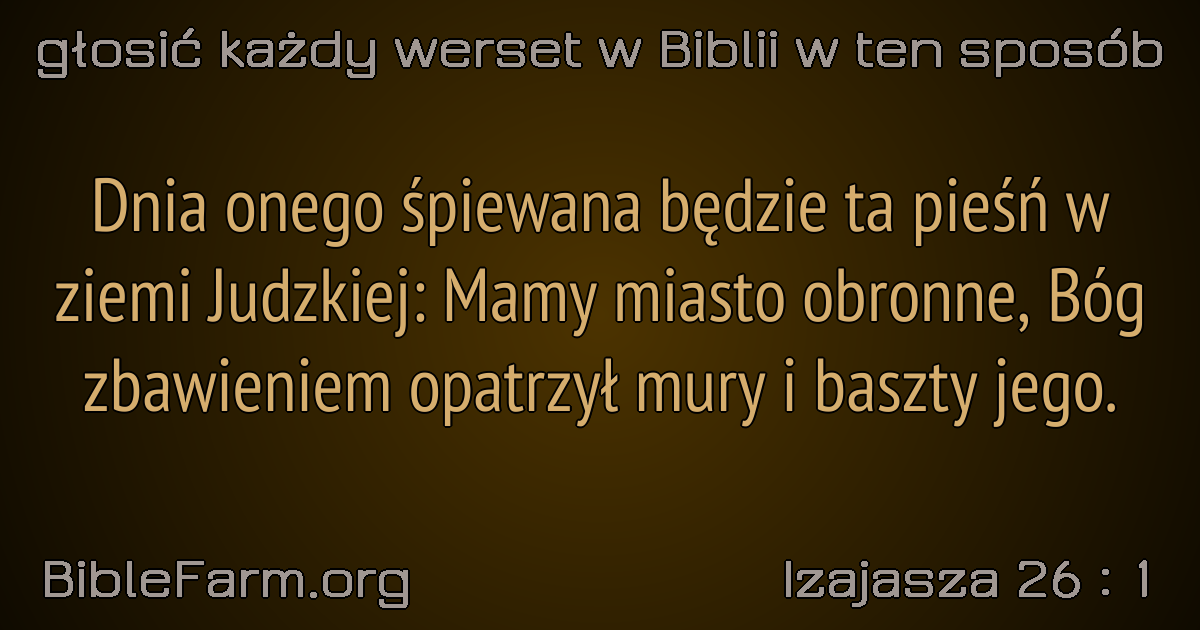 głosić każdy werset w Biblii w ten sposób
Dnia onego śpiewana będzie ta pieśń w
ziemi Judzkiej: Mamy miasto obronne, Bóg
zbawieniem opatrzył mury i baszty jego.
BibleFarm.org
Izajasza 26 : 1